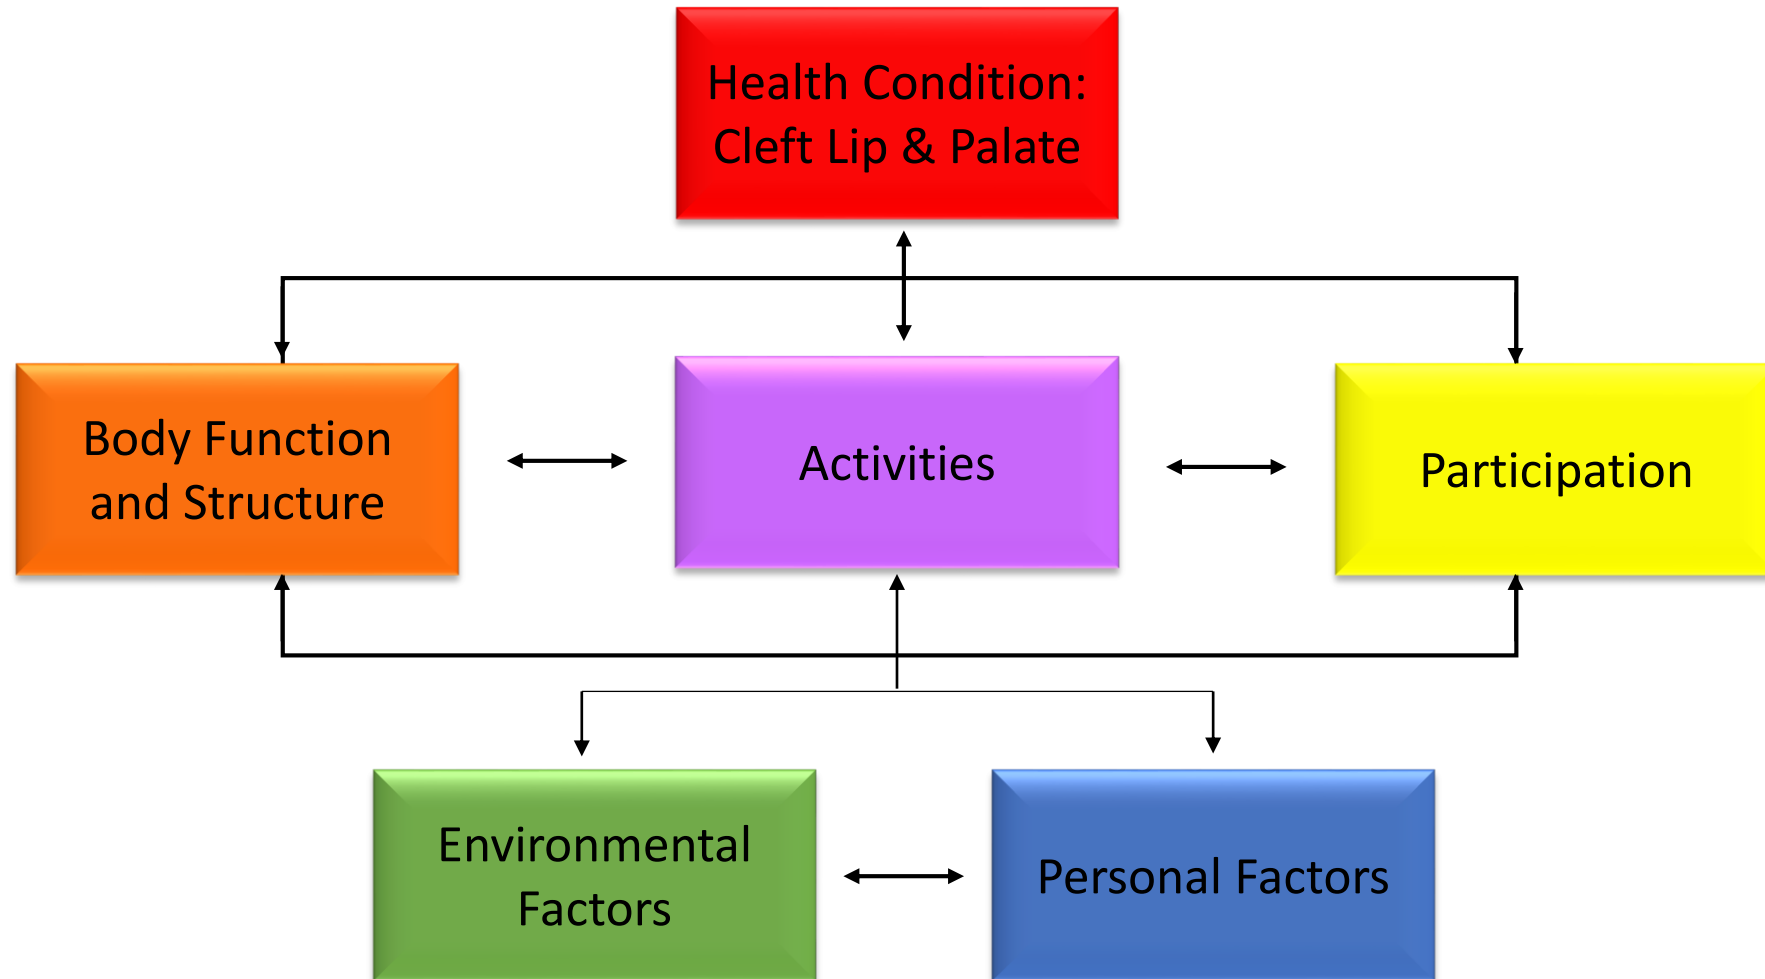 Health Condition:
Cleft Lip & Palate
Body Function
and Structure
Activities
Participation
Environmental
Factors
Personal Factors